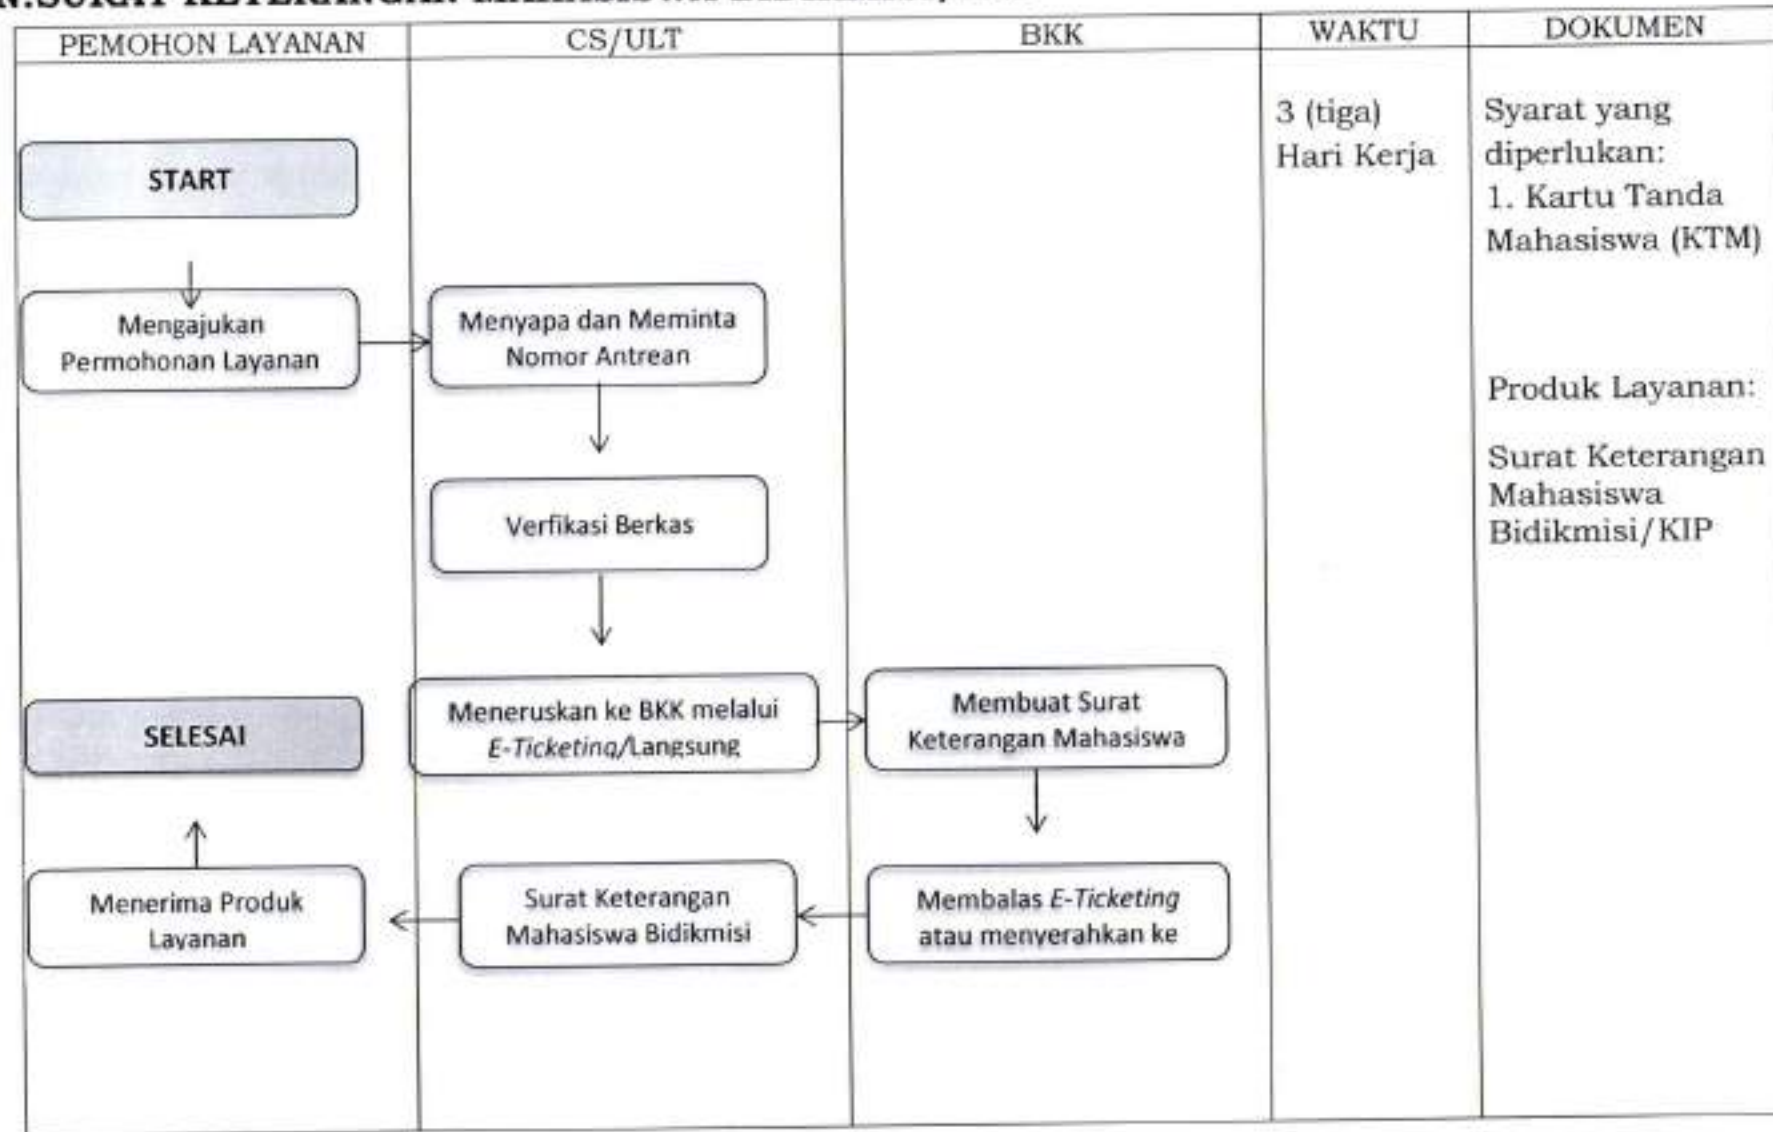 N.SURAT KETERANGAN MAHASISWA
PEMOHON LAYANAN
CS/ULT
BKK
WAKTU
DOKUMEN
START
Mengajukan
Permohonan Layanan
Menyapa dan Meminta
Nomor Antrean
Verfikasi Berkas
Meneruskan ke BKK melalui
E-Ticketing/Langsung
Membuat Surat
Keterangan Mahasiswa
Membalas E-Ticketing
atau menyerahkan ke
Surat Keterangan
Mahasiswa Bidikmisi
Menerima Produk
Layanan
SELESAI
3 (tiga)
Hari Kerja
Syarat yang
diperlukan:
1. Kartu Tanda
Mahasiswa (KTM)
Produk Layanan:
Surat Keterangan
Mahasiswa
Bidikmisi/KIP